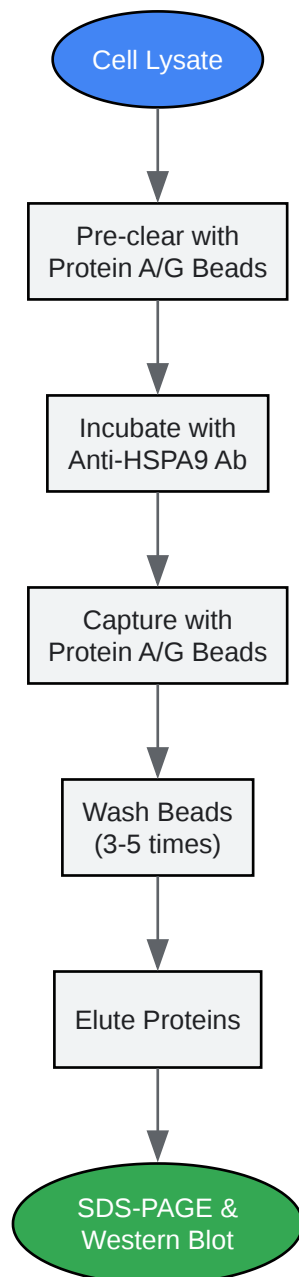 Cell Lysate
Pre-clear with
Protein A/G Beads
Incubate with
Anti-HSPA9 Ab
Capture with
Protein A/G Beads
Wash Beads
(3-5 times)
Elute Proteins
SDS-PAGE &
Western Blot